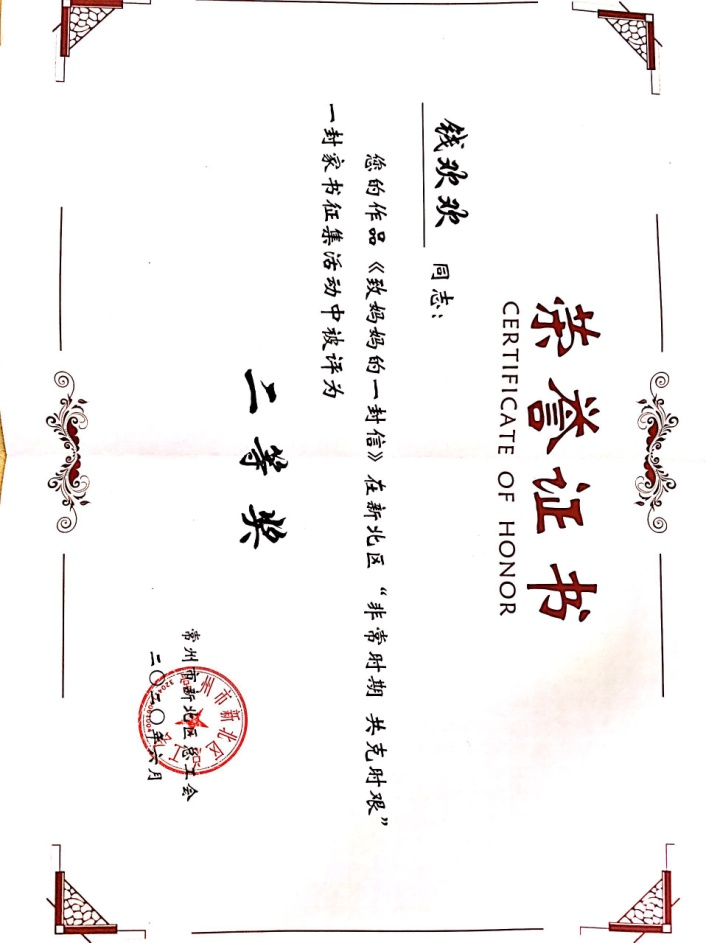 荣誉证书
CERTIFICATE OF HONOR
钱欢欢 同志：
您的作品《致妈妈的一封信》在新北区“非常时期 共克时艰”
一封家书征集活动中被评为
二等奖
常州市新北区总工会
二〇二〇年六月